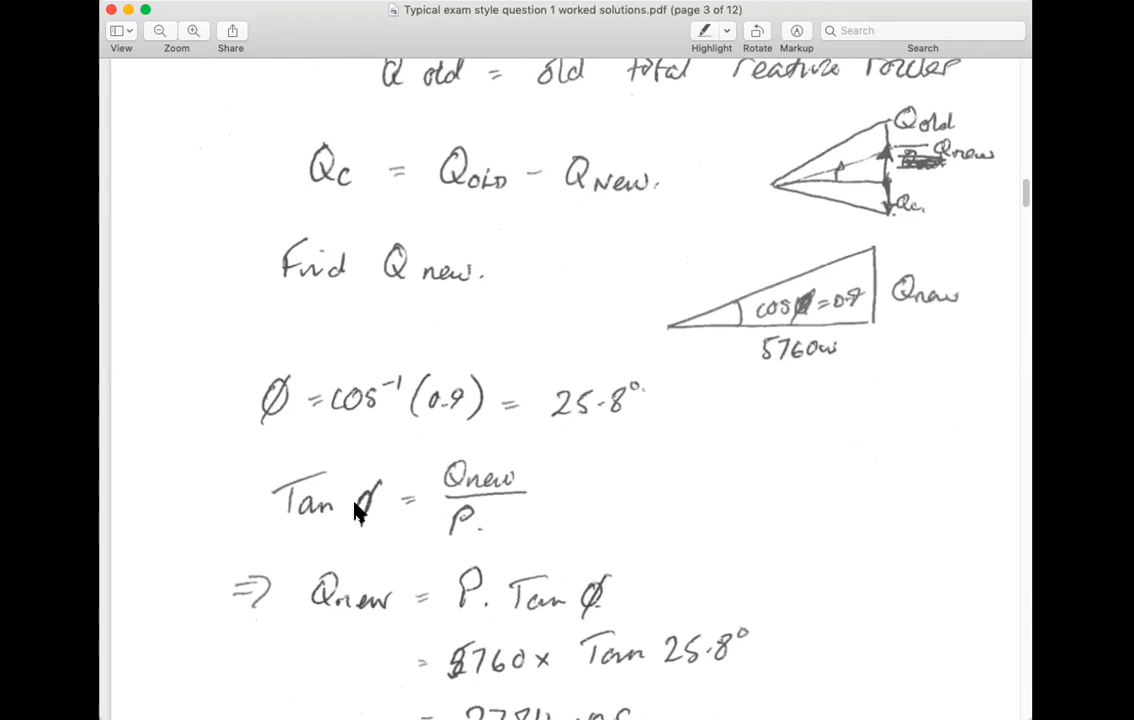 Typical exam style question 1 worked solutions.pdf (page 3 of 12)
View Zoom Share Highlight Rotate Markup Search
Search
Q old = old total reactive Power
Qold
Qnew
Qc = QOLD - QNew.
Qc.
Find Q new.
cosφ = 0.9
Qnew
5760w
φ = cos⁻¹ (0.9) = 25.8°
Tan φ = Qnew
P.
⇒ Qnew = P. Tan φ
= 5760 x Tan 25.8°